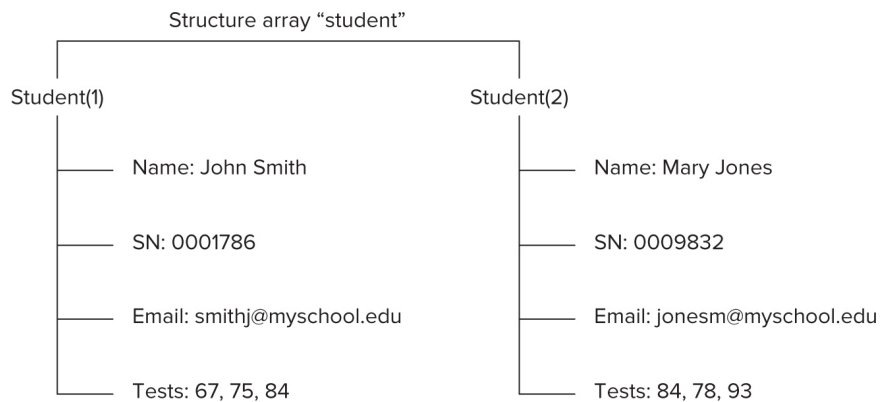 Structure array “student”
Student(1)
Name: John Smith
SN: 0001786
Email: smithj@myschool.edu
Tests: 67, 75, 84
Student(2)
Name: Mary Jones
SN: 0009832
Email: jonesm@myschool.edu
Tests: 84, 78, 93